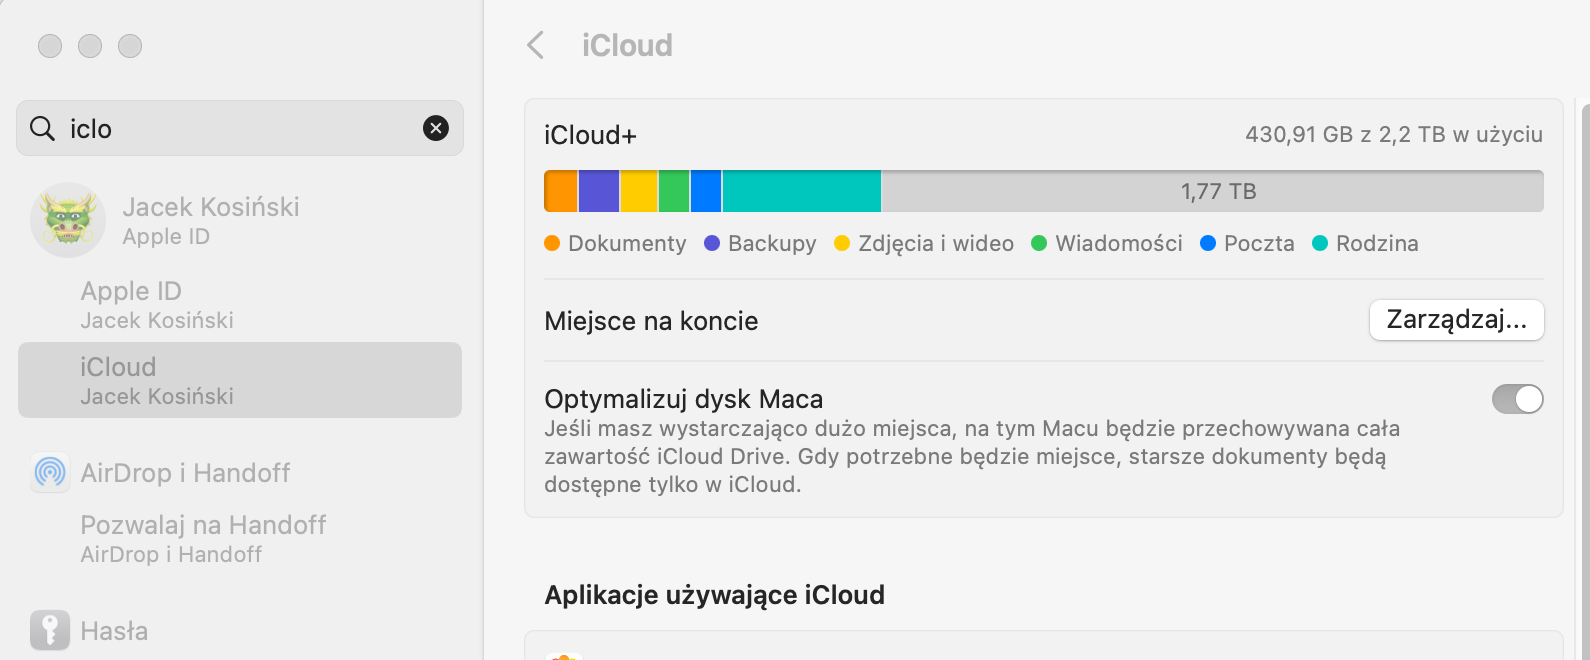 iclo
Jacek Kosiński
Apple ID
Apple ID
Jacek Kosiński
iCloud
Jacek Kosiński
AirDrop i Handoff
Pozwalaj na Handoff
AirDrop i Handoff
Hasła
iCloud
iCloud+
430,91 GB z 2,2 TB w użyciu
1,77 TB
Dokumenty Backupy Zdjęcia i wideo Wiadomości Poczta Rodzina
Miejsce na koncie
Zarządzaj...
Optymalizuj dysk Maca
Jeśli masz wystarczająco dużo miejsca, na tym Macu będzie przechowywana cała
zawartość iCloud Drive. Gdy potrzebne będzie miejsce, starsze dokumenty będą
dostępne tylko w iCloud.
Aplikacje używające iCloud